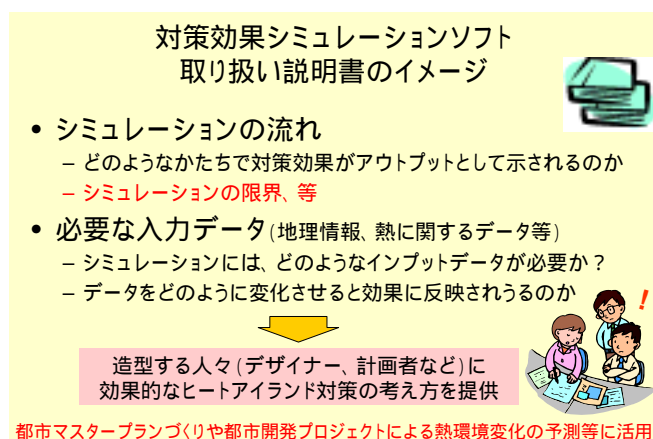 対策効果シミュレーションソフト
取り扱い説明書のイメージ
• シミュレーションの流れ
– どのようなかたちで対策効果がアウトプットとして示されるのか
– シミュレーションの限界、等
• 必要な入力データ(地理情報、熱に関するデータ等)
– シミュレーションには、どのようなインプットデータが必要か？
– データをどのように変化させると効果に反映されうるのか
!
造型する人々(デザイナー、計画者など)に
効果的なヒートアイランド対策の考え方を提供
都市マスタープランづくりや都市開発プロジェクトによる熱環境変化の予測等に活用